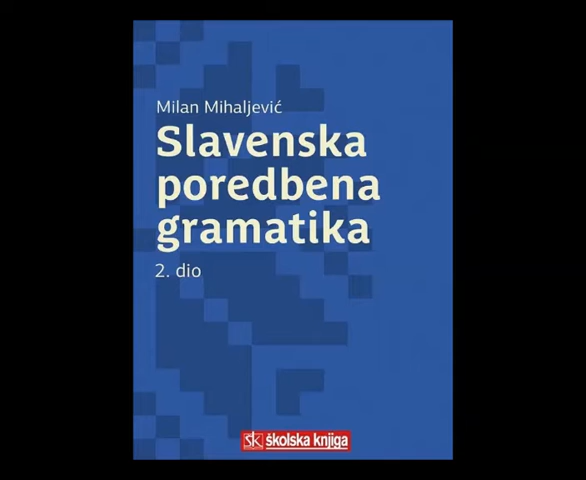 Milan Mihaljević
Slavenska
poredbena
gramatika
2. dio
šk školska knjiga